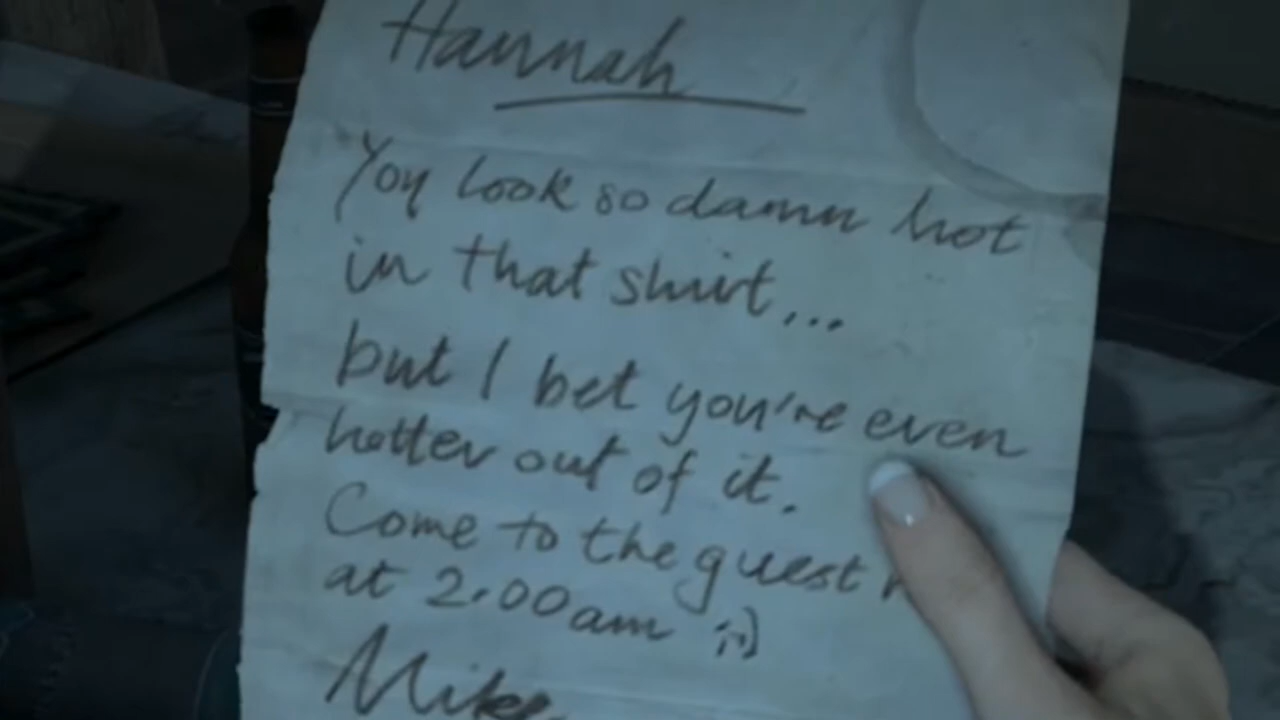 Hannah
You look so damn hot
in that shirt...
but I bet you're even
hotter out of it.
Come to the guest
at 2.00am ;)
Mike